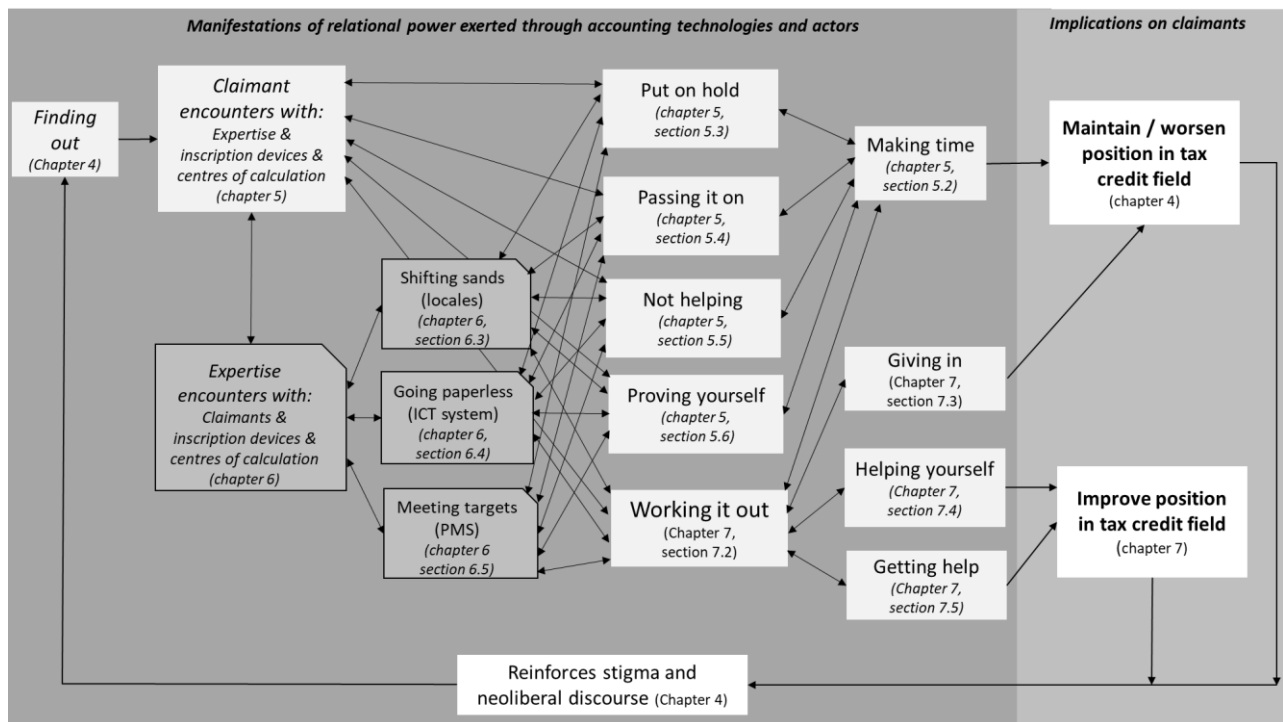 Manifestations of relational power exerted through accounting technologies and actors
Implications on claimants
Finding
out
(Chapter 4)
Claimant
encounters with:
Expertise &
inscription devices &
centres of calculation
(chapter 5)
Expertise
encounters with:
Claimants &
inscription devices &
centres of calculation
(chapter 6)
Shifting sands
(locales)
(chapter 6,
section 6.3)
Going paperless
(ICT system)
(chapter 6,
section 6.4)
Meeting targets
(PMS)
(chapter 6
section 6.5)
Put on hold
(chapter 5,
section 5.3)
Passing it on
(chapter 5,
section 5.4)
Not helping
(chapter 5,
section 5.5)
Proving yourself
(chapter 5,
section 5.6)
Working it out
(Chapter 7,
section 7.2)
Making time
(chapter 5,
section 5.2)
Giving in
(Chapter 7,
section 7.3)
Helping yourself
(Chapter 7,
section 7.4)
Getting help
(Chapter 7,
section 7.5)
Maintain / worsen
position in tax
credit field
(chapter 4)
Improve position
in tax credit field
(chapter 7)
Reinforces stigma and
neoliberal discourse (Chapter 4)